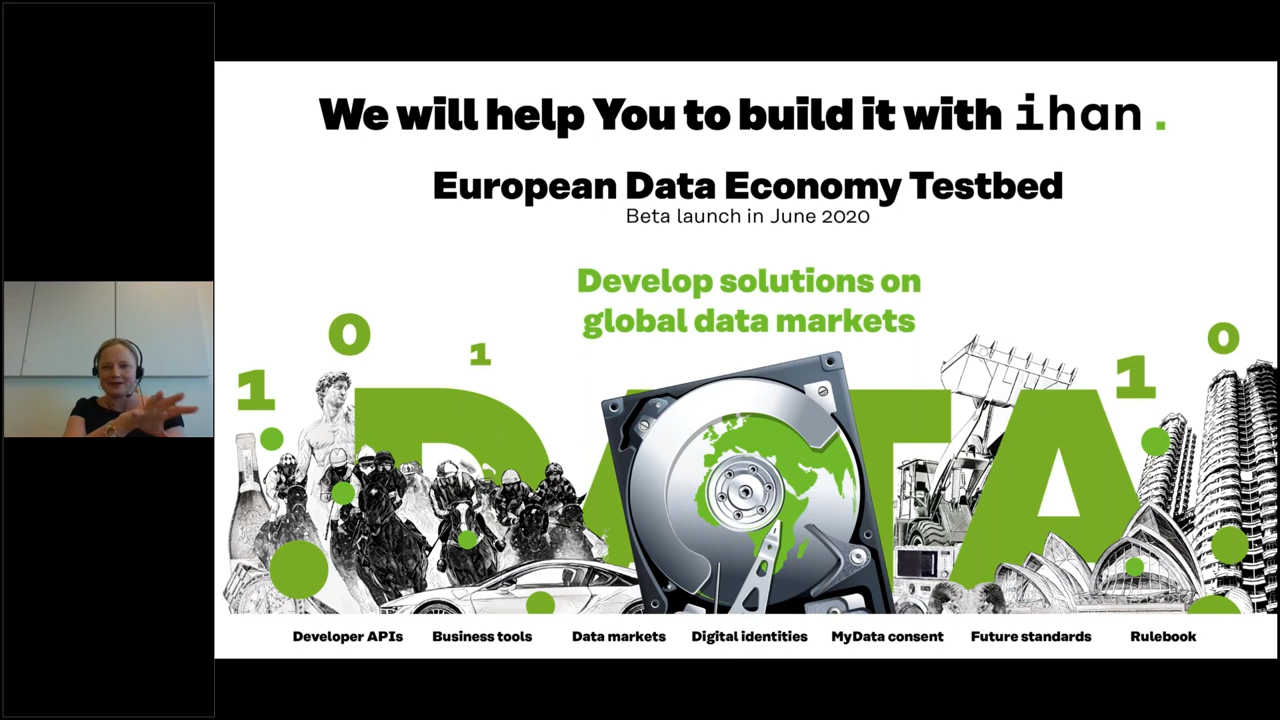 We will help You to build it with ihan.
European Data Economy Testbed
Beta launch in June 2020
Develop solutions on
global data markets
1 0 1 1 0
DATA
Developer APIs Business tools Data markets Digital identities MyData consent Future standards Rulebook